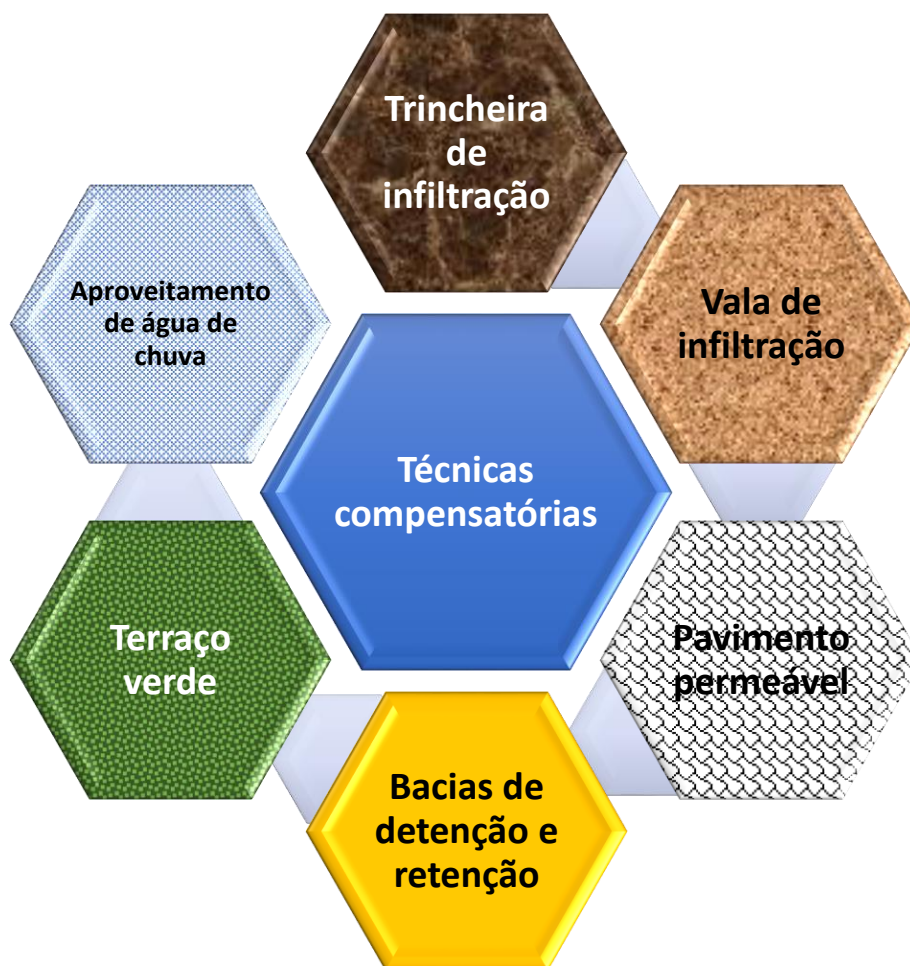 Trincheira
de
infiltração
Vala de
infiltração
Pavimento
permeável
Bacias de
detenção e
retenção
Terraço
verde
Aproveitamento
de água de
chuva
Técnicas
compensatórias